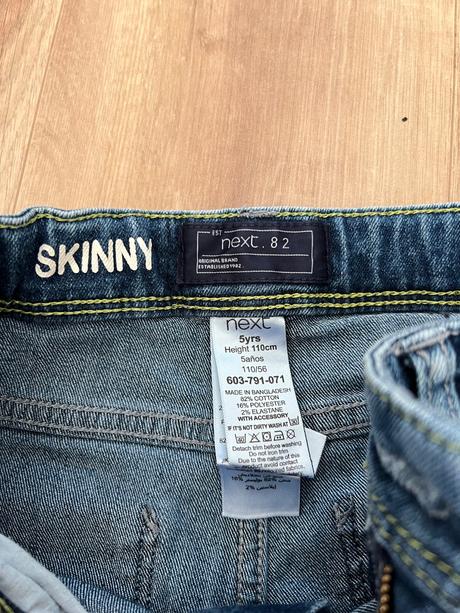 SKINNY
EST
next.82
ORIGINAL BRAND
ESTABLISHED 1982.
next
5yrs
Height 110cm
5años
110/56
603-791-071
MADE IN BANGLADESH
82% COTTON
16% POLYESTER
2% ELASTANE
WITH ACCESSORY
IF IT'S NOT DIRTY WASH AT 30
40
Detach trim before washing
Do not iron trim
Due to the nature of this
product avoid contact